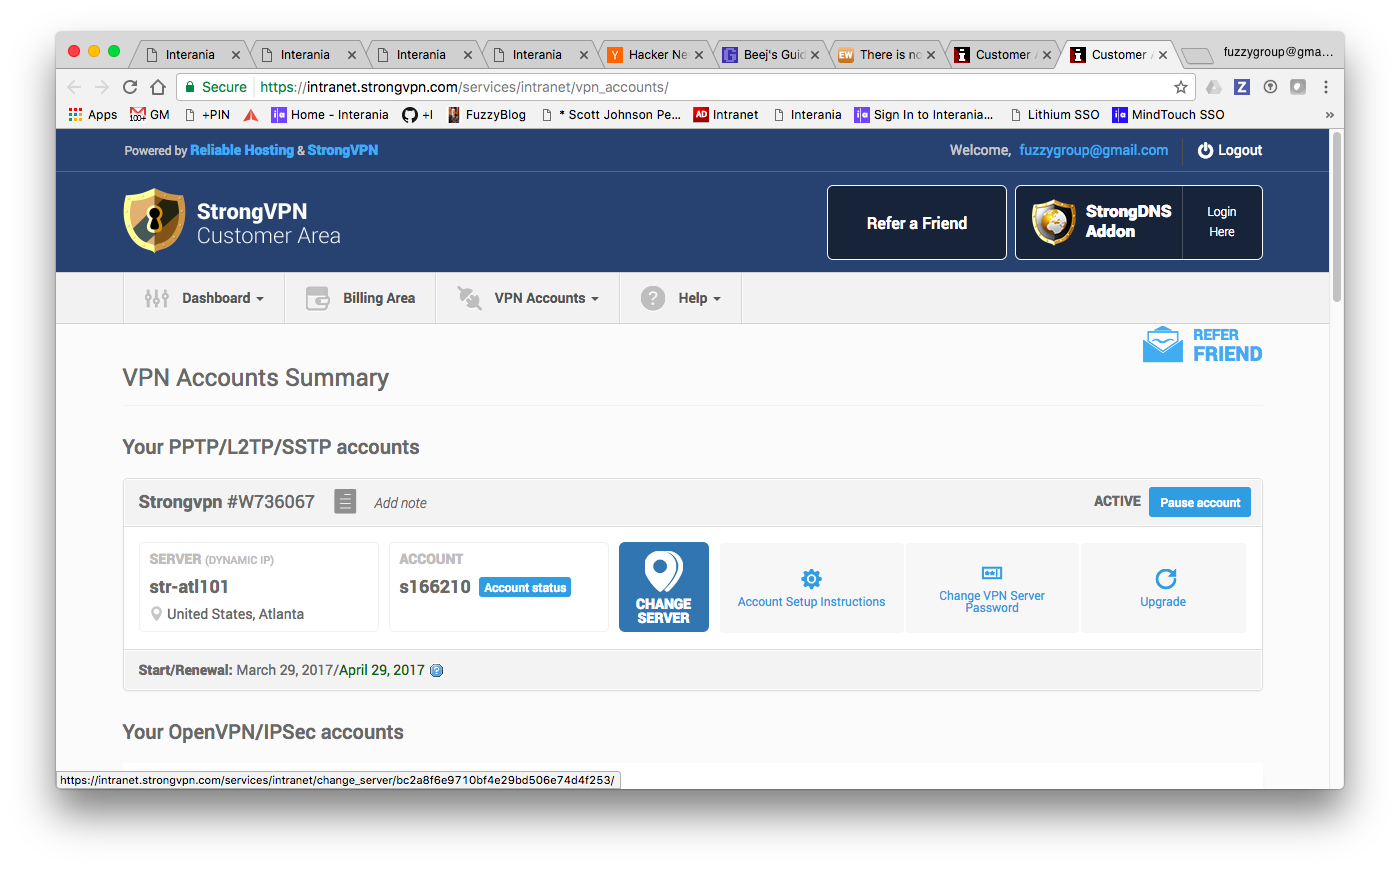 Interania
Interania
Interania
Interania
Hacker Ne
Beej's Guid
There is no
Customer A
Customer A
fuzzygroup@gma...
Secure https://intranet.strongvpn.com/services/intranet/vpn_accounts/
Apps
100+ GM
+PIN
Home - Interania
+I
FuzzyBlog
* Scott Johnson Pe...
AD Intranet
Interania
Sign In to Interania...
Lithium SSO
MindTouch SSO
»
Powered by Reliable Hosting & StrongVPN
Welcome, fuzzygroup@gmail.com
Logout
StrongVPN
Customer Area
Refer a Friend
StrongDNS
Addon
Login
Here
Dashboard
Billing Area
VPN Accounts
Help
REFER
FRIEND
VPN Accounts Summary
Your PPTP/L2TP/SSTP accounts
Strongvpn #W736067
Add note
ACTIVE
Pause account
SERVER (DYNAMIC IP)
str-atl101
United States, Atlanta
ACCOUNT
s166210 Account status
CHANGE
SERVER
Account Setup Instructions
Change VPN Server
Password
Upgrade
Start/Renewal: March 29, 2017/April 29, 2017 ?
Your OpenVPN/IPSec accounts
https://intranet.strongvpn.com/services/intranet/change_server/bc2a8f6e9710bf4e29bd506e74d4f253/